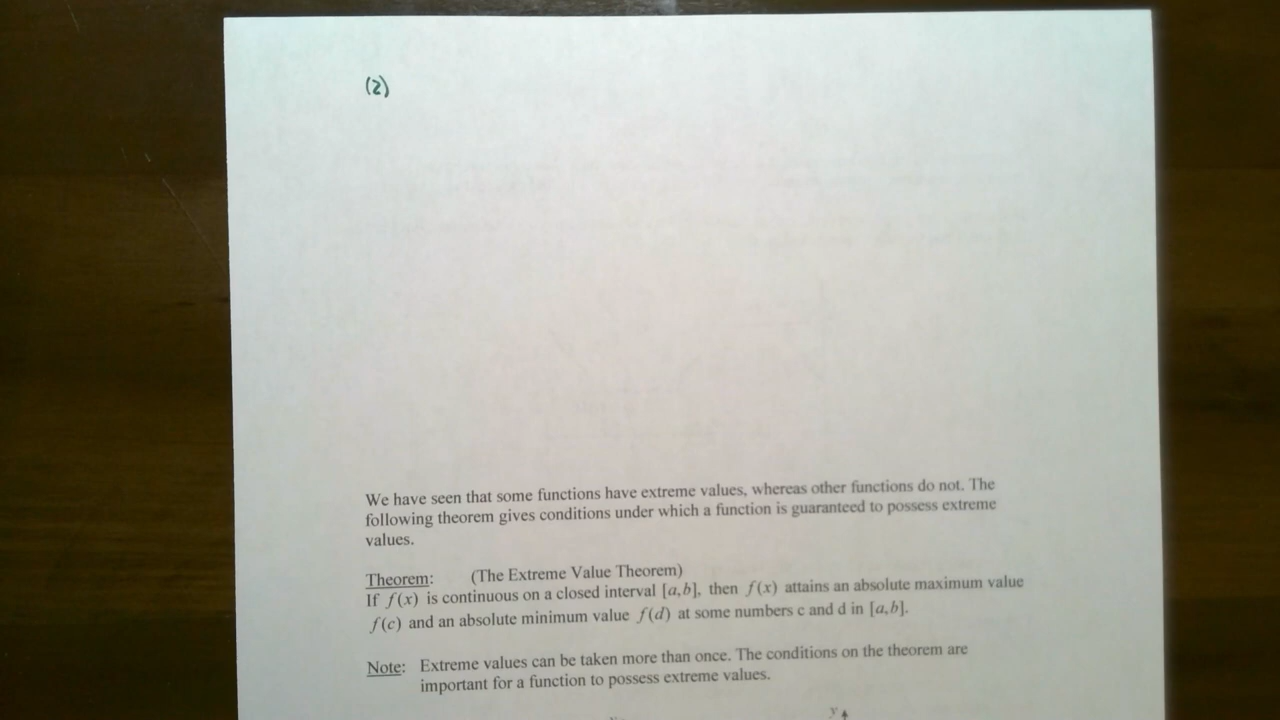 (2)
We have seen that some functions have extreme values, whereas other functions do not. The
following theorem gives conditions under which a function is guaranteed to possess extreme
values.
Theorem: (The Extreme Value Theorem)
If f(x) is continuous on a closed interval [a,b], then f(x) attains an absolute maximum value
f(c) and an absolute minimum value f(d) at some numbers c and d in [a,b].
Note: Extreme values can be taken more than once. The conditions on the theorem are
important for a function to possess extreme values.
y